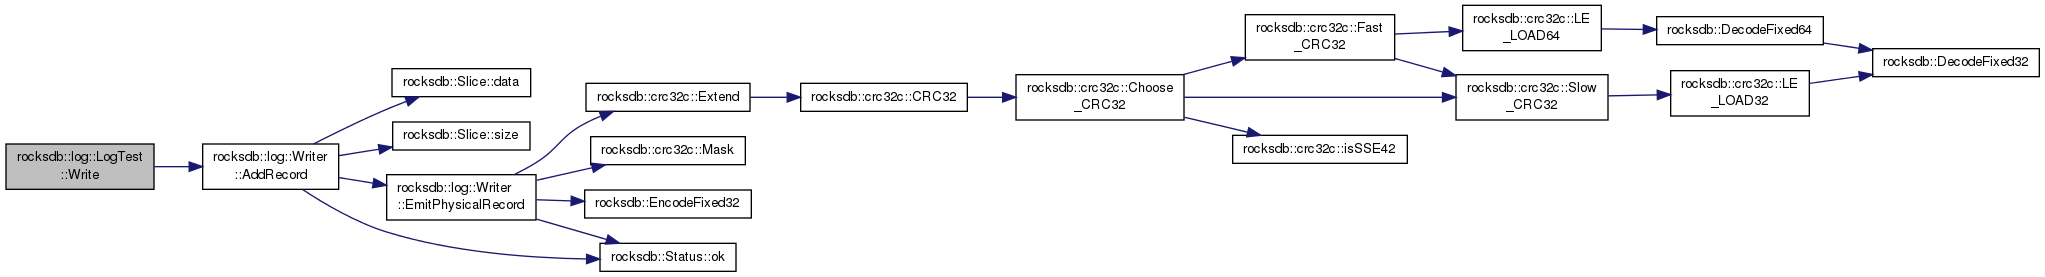 rocksdb::log::LogTest
::Write
rocksdb::log::Writer
::AddRecord
rocksdb::Slice::data
rocksdb::Slice::size
rocksdb::log::Writer
::EmitPhysicalRecord
rocksdb::crc32c::Extend
rocksdb::crc32c::Mask
rocksdb::EncodeFixed32
rocksdb::Status::ok
rocksdb::crc32c::CRC32
rocksdb::crc32c::Choose
_CRC32
rocksdb::crc32c::Fast
_CRC32
rocksdb::crc32c::isSSE42
rocksdb::crc32c::LE
_LOAD64
rocksdb::crc32c::Slow
_CRC32
rocksdb::DecodeFixed64
rocksdb::crc32c::LE
_LOAD32
rocksdb::DecodeFixed32